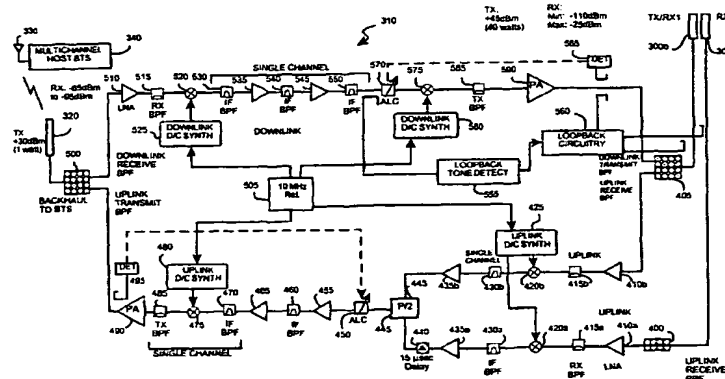 310
TX:
+45dBm
(40 watts)
RX:
Min: -110dBm
Max: -25dBm
TX/RX1
300b
330
MULTICHANNEL
HOST BTS
340
RX: -65dBm
to -95dBm
TX
+30dBm
(1 watt)
320
500
BACKHAUL
TO BTS
510
LNA
515
RX
BPF
520
530
SINGLE CHANNEL
IF
BPF
535
540
IF
BPF
545
550
IF
BPF
570
ALC
575
585
TX
BPF
590
PA
565
DET
525
DOWNLINK
D/C SYNTH
DOWNLINK
DOWNLINK
D/C SYNTH
580
560
LOOPBACK
CIRCUITRY
LOOPBACK
TONE DETECT
555
DOWNLINK
RECEIVE BPF
UPLINK
TRANSMIT
BPF
DOWNLINK
TRANSMIT
BPF
UPLINK
RECEIVE
BPF
405
505
10 MHz
Ref.
480
UPLINK
D/C SYNTH
425
UPLINK
D/C SYNTH
DET
495
PA
490
485
TX
BPF
475
470
IF
BPF
SINGLE CHANNEL
465
460
IF
BPF
455
ALC
450
445
P/2
445
SINGLE
CHANNEL
435b
430b
420b
UPLINK
415b
410b
440
15 µsec
Delay
435a
430a
IF
BPF
420a
415a
RX
BPF
UPLINK
410a
LNA
400
UPLINK
RECEIVE